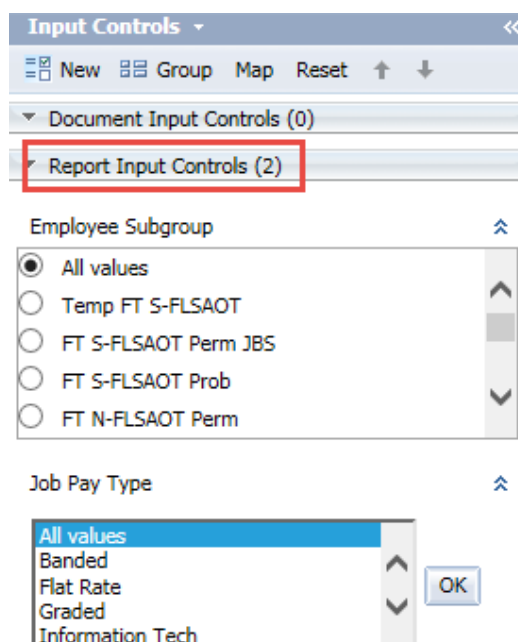 Input Controls
New Group Map Reset
Document Input Controls (0)
Report Input Controls (2)
Employee Subgroup
All values
Temp FT S-FLSAOT
FT S-FLSAOT Perm JBS
FT S-FLSAOT Prob
FT N-FLSAOT Perm
Job Pay Type
All values
Banded
Flat Rate
OK
Graded
Information Tech